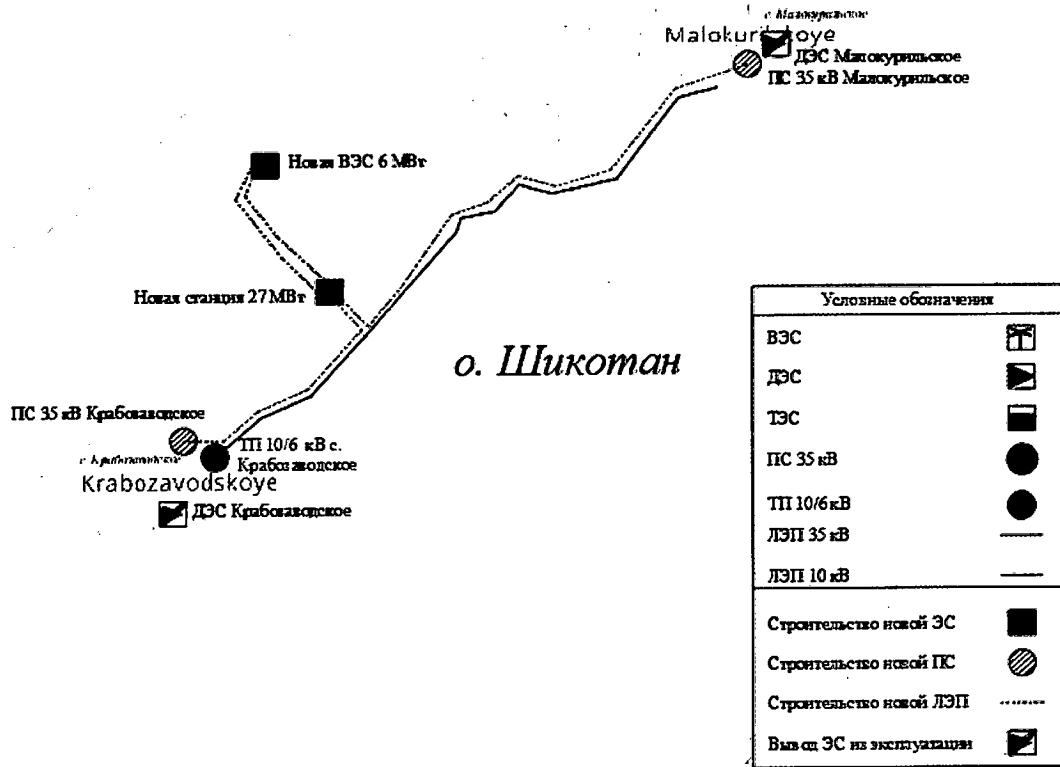 с. Малокурильское
Malokurilskoye
ДЭС Малокурильское
ПС 35 кВ Малокурильское
Новая ВЭС 6 МВт
Новая станция 27 МВт
о. Шикотан
ПС 35 кВ Крабозаводское
ТП 10/6 кВ с.
Крабозаводское
с. Крабозаводское
Krabozavodskoye
ДЭС Крабозаводское
Условные обозначения
ВЭС
ДЭС
ТЭС
ПС 35 кВ
ТП 10/6 кВ
ЛЭП 35 кВ
ЛЭП 10 кВ
Строительство новой ЭС
Строительство новой ПС
Строительство новой ЛЭП
Вывод ЭС из эксплуатации